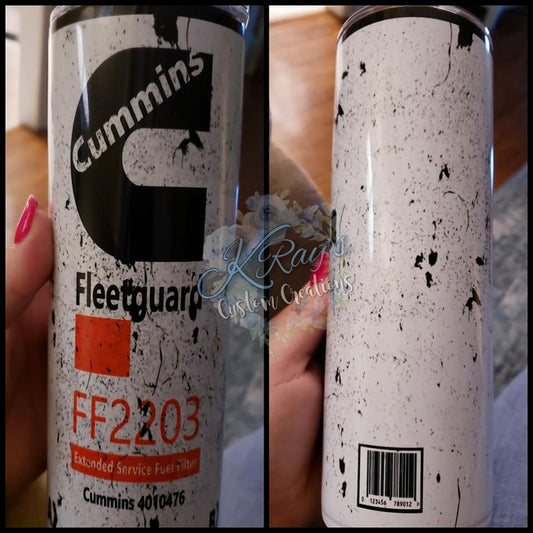 Cummins
Fleetguard
FF2203
Extended Service Fuel Filter
Cummins 4010476
KRay's
Custom Creations
0 123456 789012 >